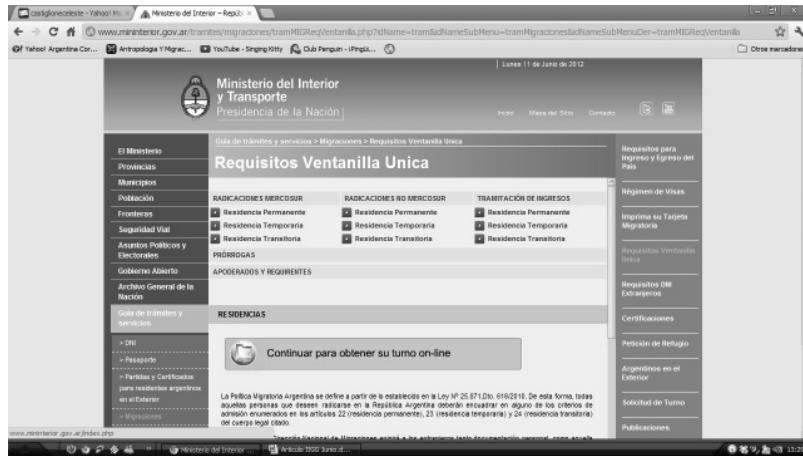 castiglioneceleste - Yahoo! M
Ministerio del Interior – Repúb
www.mininterior.gov.ar/tramites/migraciones/tramMIGReqVentanilla.php?idName=tram&idNameSubMenu=tramMigraciones&idNameSubMenuDer=tramMIGReqVentanilla
Yahoo! Argentina Cor...
Antropologia Y Migrac...
YouTube - Singing Kitty
Club Penguin - iPingüi...
Otros marcadores
Lunes 11 de Junio de 2012
Ministerio del Interior
y Transporte
Presidencia de la Nación
Inicio
Mapa del Sitio
Contacto
Guía de trámites y servicios > Migraciones > Requisitos Ventanilla Unica
Requisitos Ventanilla Unica
El Ministerio
Provincias
Municipios
Población
Fronteras
Seguridad Vial
Asuntos Políticos y
Electorales
Gobierno Abierto
Archivo General de la
Nación
Guía de trámites y
servicios
> DNI
> Pasaporte
> Partidas y Certificados
para residentes argentinos
en el Exterior
> Migraciones
RADICACIONES MERCOSUR
Residencia Permanente
Residencia Temporaria
Residencia Transitoria
RADICACIONES NO MERCOSUR
Residencia Permanente
Residencia Temporaria
Residencia Transitoria
TRAMITACIÓN DE INGRESOS
Residencia Permanente
Residencia Temporaria
Residencia Transitoria
PRÓRROGAS
APODERADOS Y REQUIRENTES
RESIDENCIAS
Continuar para obtener su turno on-line
La Política Migratoria Argentina se define a partir de lo establecido en la Ley Nº 25.871,Dto. 616/2010. De esta forma, todas
aquellas personas que deseen radicarse en la República Argentina deberán encuadrar en alguno de los criterios de
admisión enumerados en los artículos 22 (residencia permanente), 23 (residencia temporaria) y 24 (residencia transitoria)
del cuerpo legal citado.
Dirección Nacional de Migraciones
Requisitos para
Ingreso y Egreso del
País
Régimen de Visas
Imprima su Tarjeta
Migratoria
Requisitos Ventanilla
Unica
Requisitos DNI
Extranjeros
Certificaciones
Petición de Refugio
Argentinos en el
Exterior
Solicitud de Turno
Publicaciones
www.mininterior.gov.ar/index.php
Ministerio del Interior ...
Articulo IIGG Junio.d...